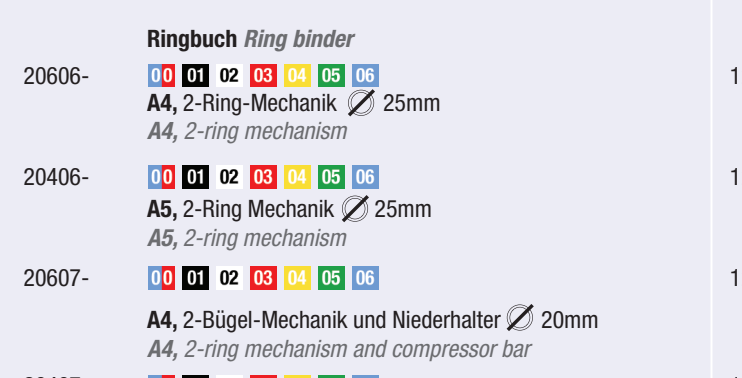 Ringbuch Ring binder
20606- 00 01 02 03 04 05 06 1
A4, 2-Ring-Mechanik 25mm
A4, 2-ring mechanism
20406- 00 01 02 03 04 05 06 1
A5, 2-Ring Mechanik 25mm
A5, 2-ring mechanism
20607- 00 01 02 03 04 05 06 1
A4, 2-Bügel-Mechanik und Niederhalter 20mm
A4, 2-ring mechanism and compressor bar